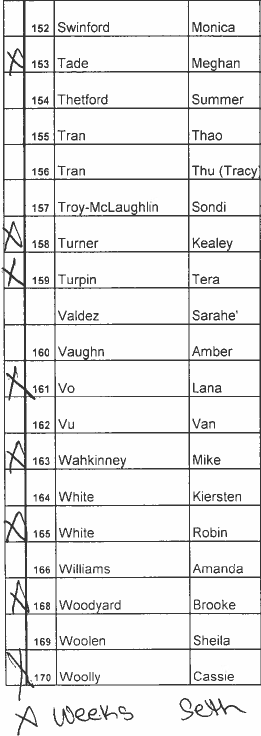 152 Swinford Monica
X 153 Tade Meghan
154 Thetford Summer
155 Tran Thao
156 Tran Thu (Tracy)
157 Troy-McLaughlin Sondi
X 158 Turner Kealey
X 159 Turpin Tera
Valdez Sarahe'
160 Vaughn Amber
X 161 Vo Lana
162 Vu Van
X 163 Wahkinney Mike
164 White Kiersten
X 165 White Robin
166 Williams Amanda
X 168 Woodyard Brooke
169 Woolen Sheila
X 170 Woolly Cassie
X Weeks Seth